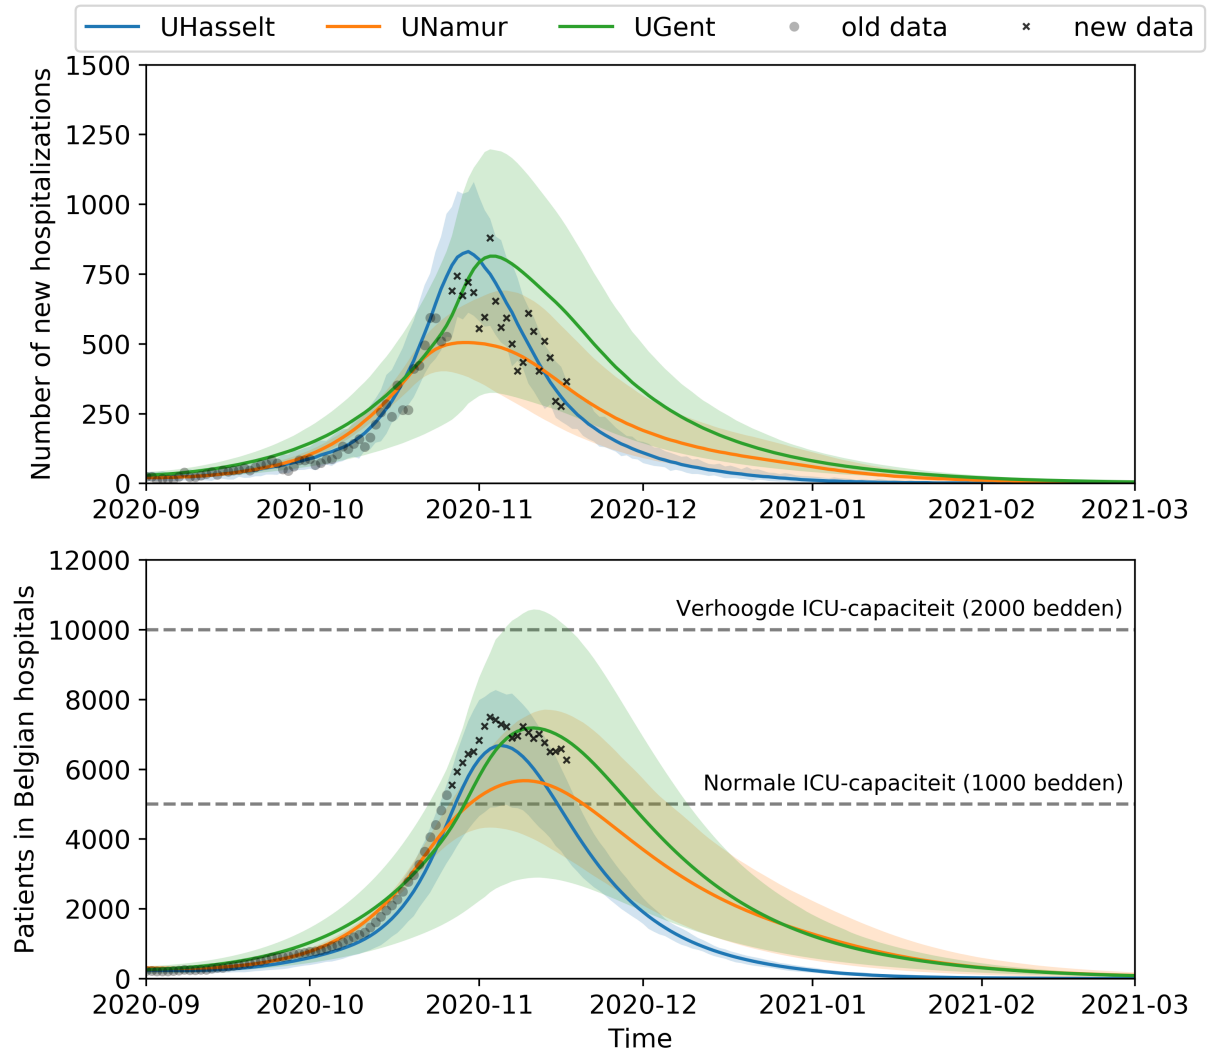 UHasselt UNamur UGent old data new data
1500
1250
1000
750
500
250
0
Number of new hospitalizations
2020-09 2020-10 2020-11 2020-12 2021-01 2021-02 2021-03
12000
10000
8000
6000
4000
2000
0
Patients in Belgian hospitals
Verhoogde ICU-capaciteit (2000 bedden)
Normale ICU-capaciteit (1000 bedden)
2020-09 2020-10 2020-11 2020-12 2021-01 2021-02 2021-03
Time